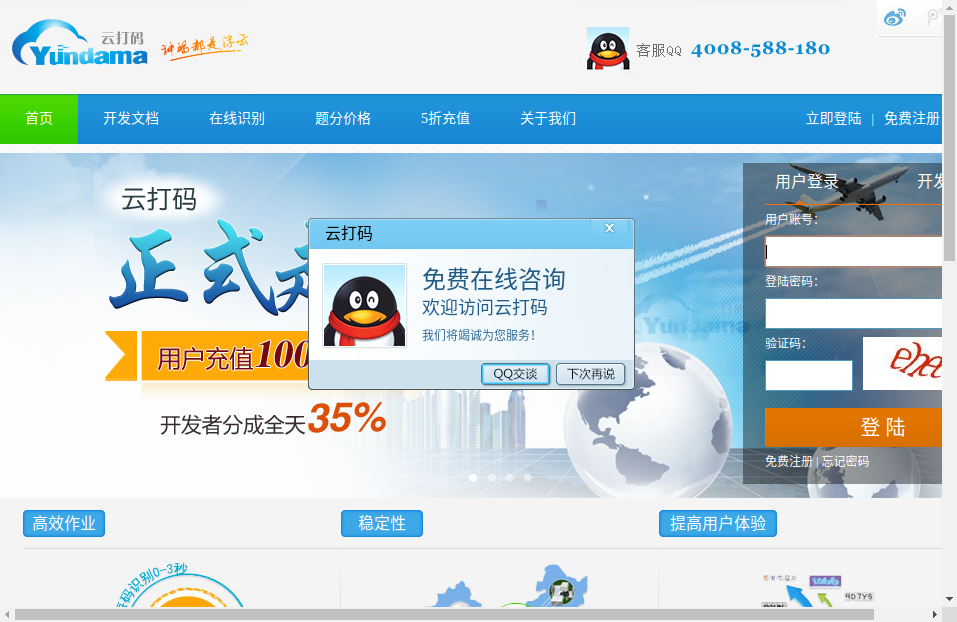 云打码
Yundama
神马都是浮云
客服QQ 4008-588-180
首页 开发文档 在线识别 题分价格 5折充值 关于我们 立即登陆 | 免费注册
云打码
正式
用户充值100
开发者分成全天35%
云打码
x
免费在线咨询
欢迎访问云打码
我们将竭诚为您服务!
QQ交谈 下次再说
Yundama
用户登录 开发
用户账号：
登陆密码：
验证码：
登 陆
免费注册 | 忘记密码
高效作业 稳定性 提高用户体验
码识别0-3秒
4D7YS